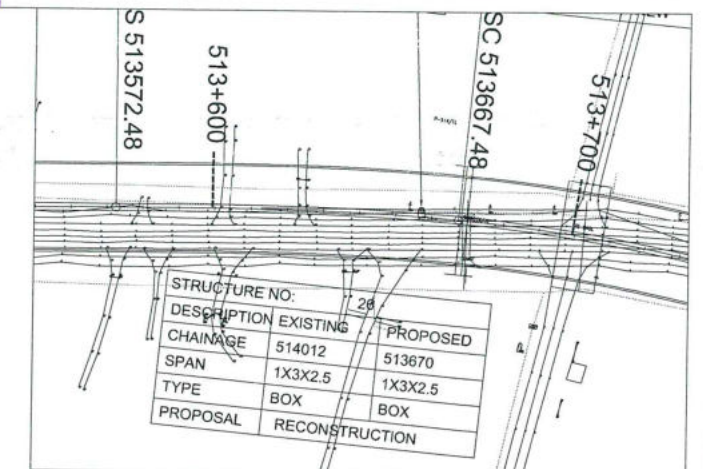 S 513572.48
513+600
SC 513667.48
513+700
STRUCTURE NO: 20
DESCRIPTION EXISTING PROPOSED
CHAINAGE 514012 513670
SPAN 1X3X2.5 1X3X2.5
TYPE BOX BOX
PROPOSAL RECONSTRUCTION